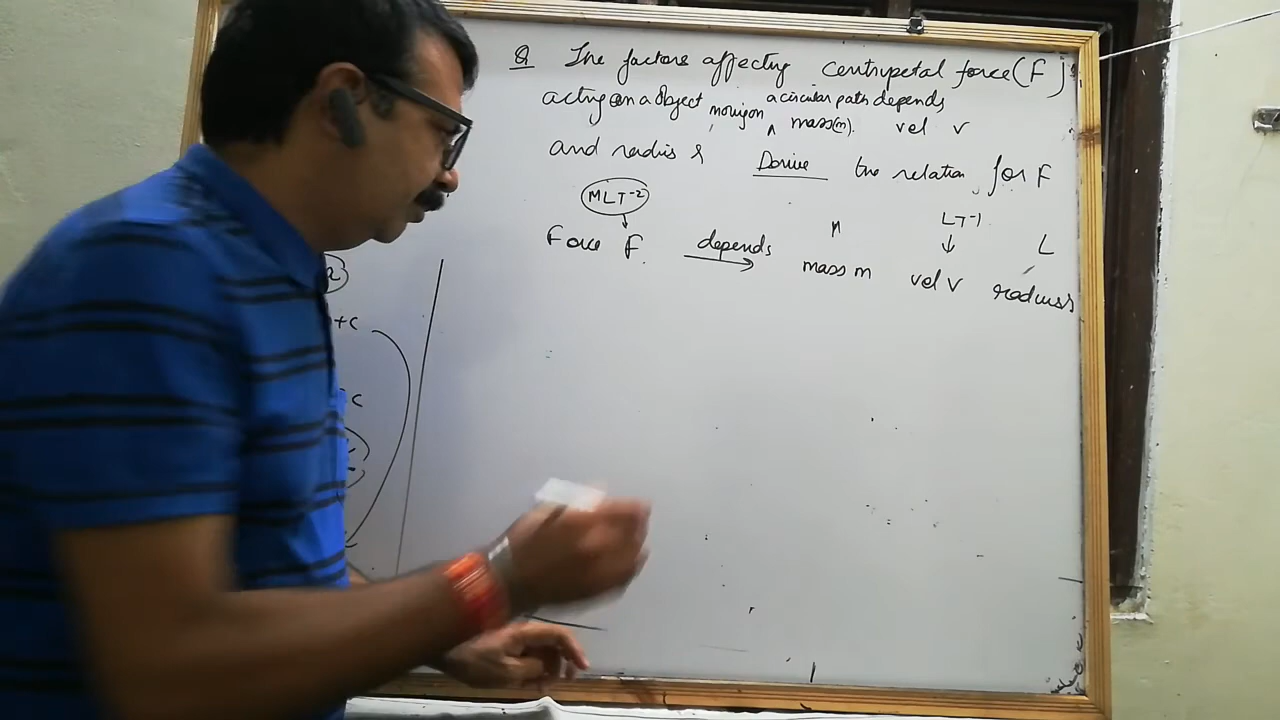 Q The factors affecting centripetal force (F)
acting on a object moving on a circular path depends
mass(m). vel v
and radius r Derive the relation for F
MLT-2 M LT-1 L
Force F. depends mass m vel v radius r
+c
c